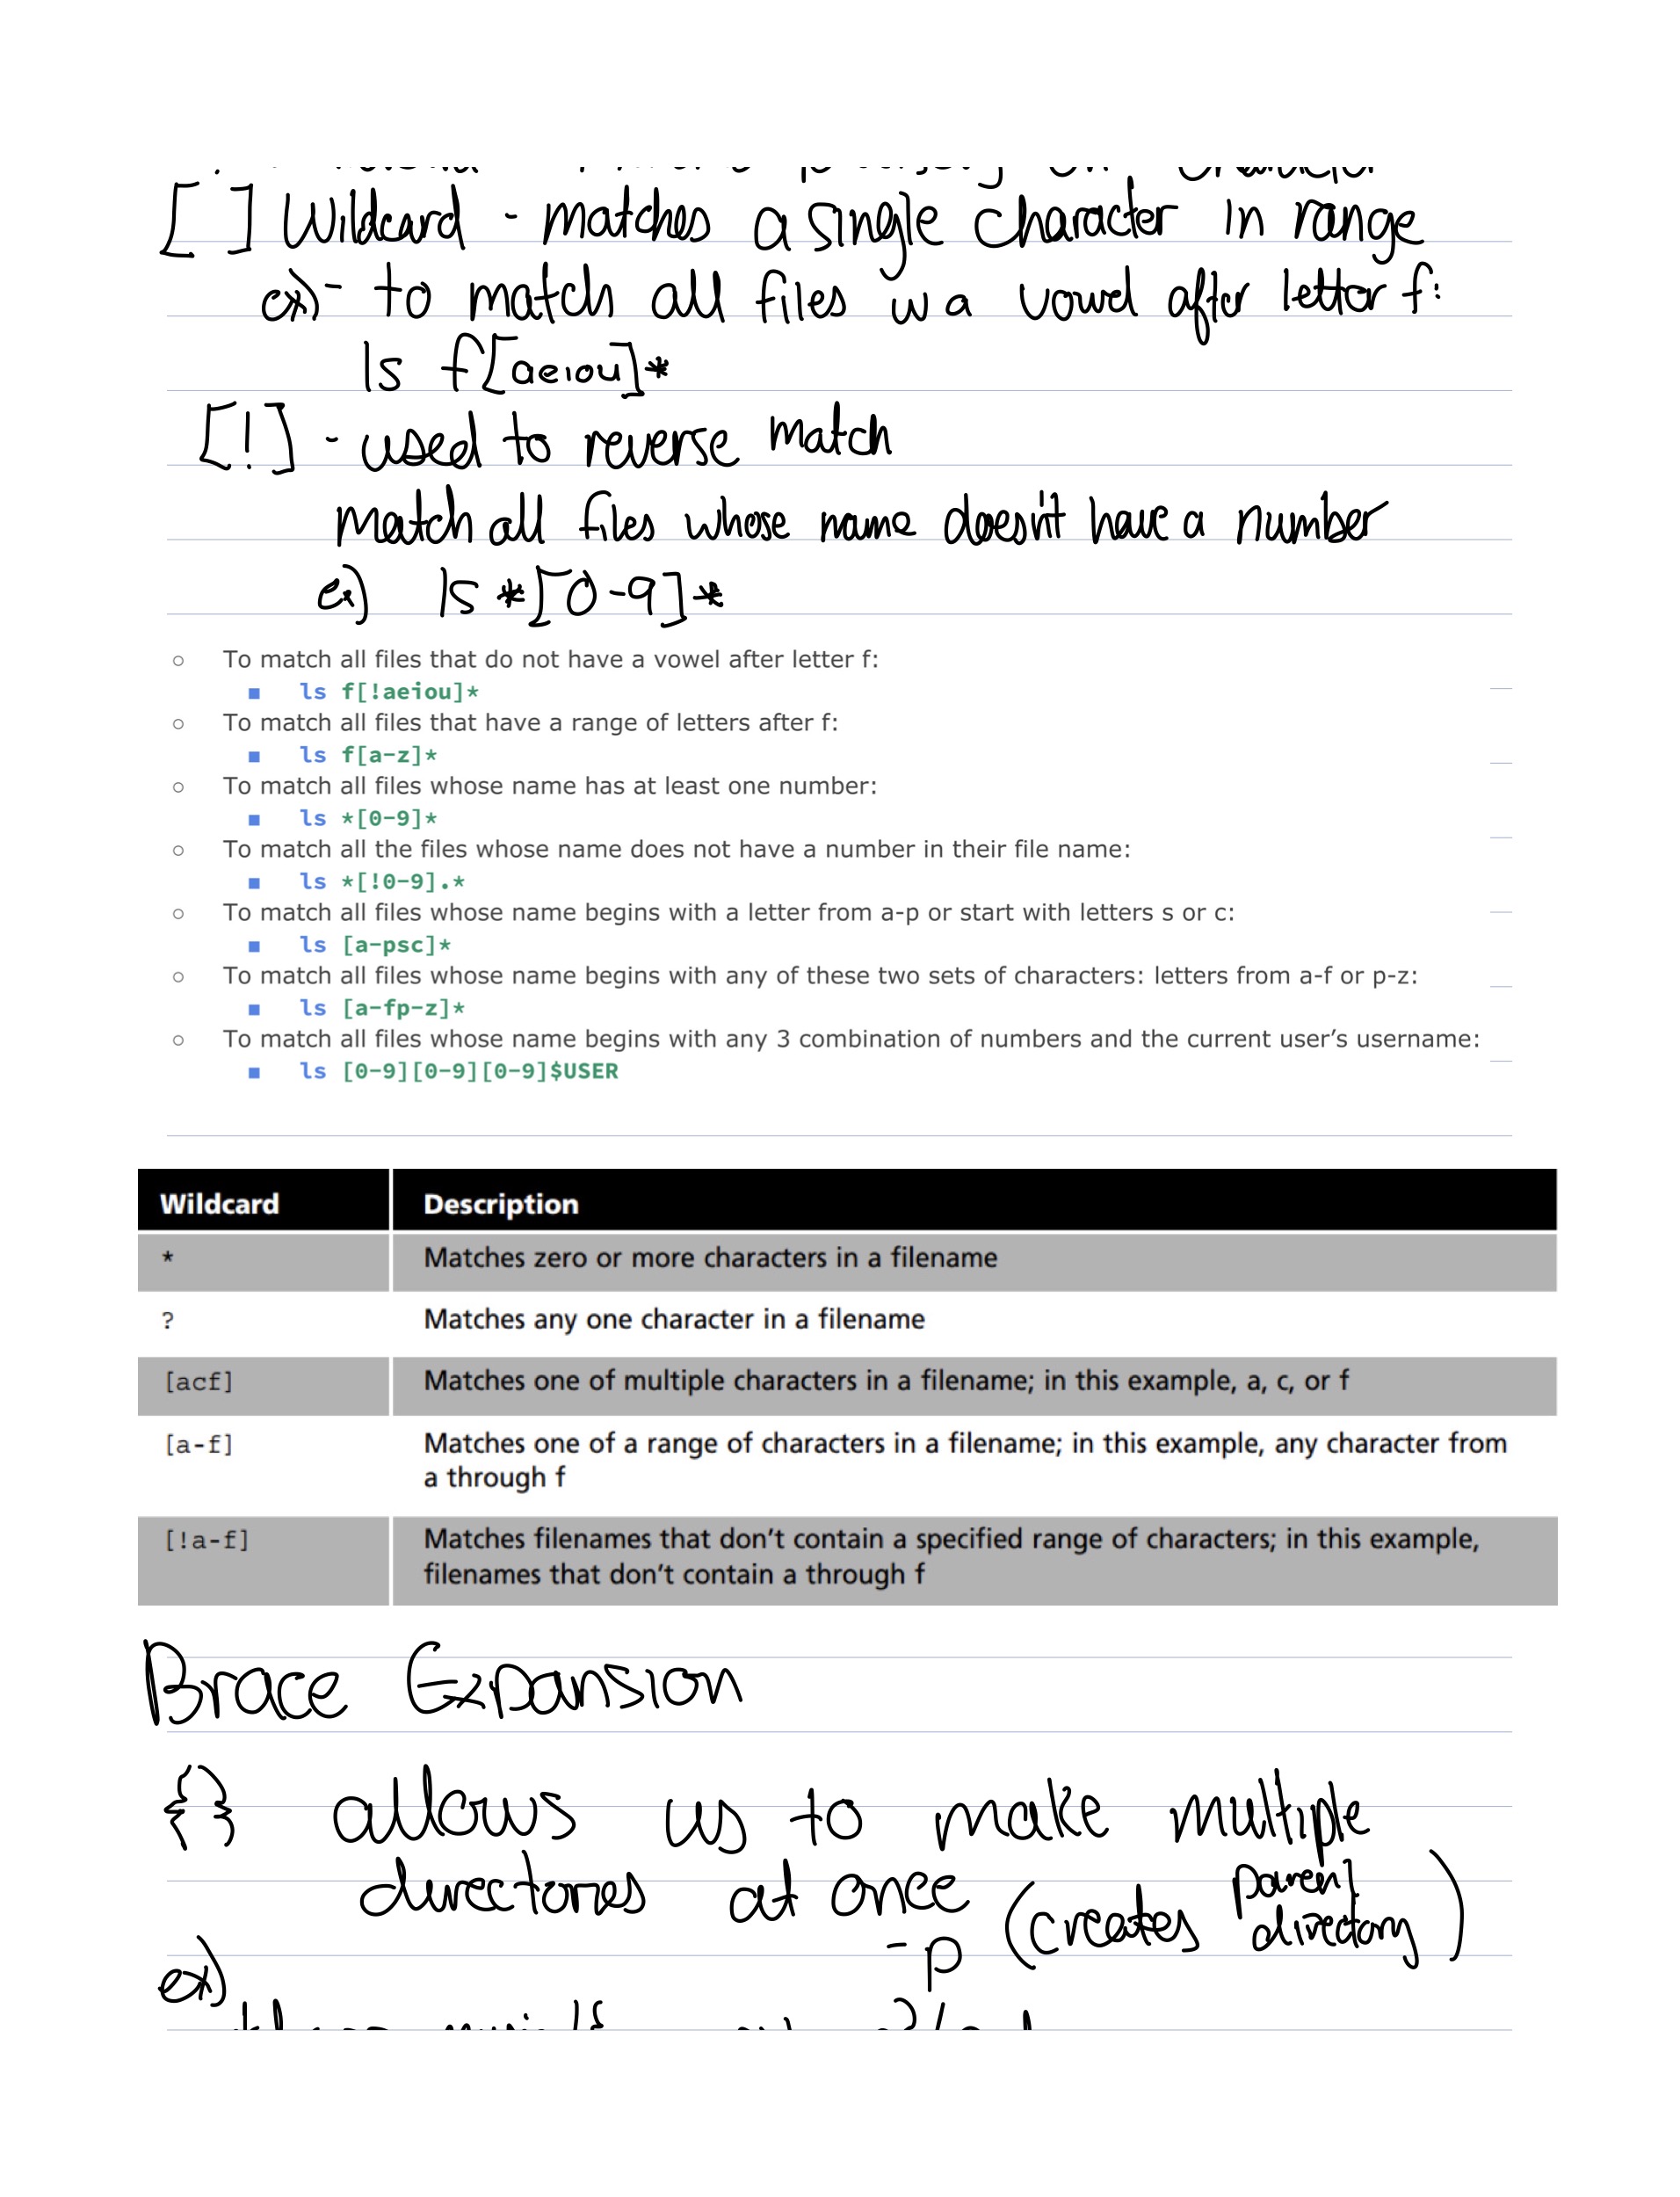 [ ] Wildcard - matches a single character in range
ex)- to match all files w a vowel after letter f:
ls f[aeiou]*
[!] - used to reverse match
match all files whose name doesn't have a number
ex) ls *[0-9]*
○ To match all files that do not have a vowel after letter f:
■ ls f[!aeiou]*
○ To match all files that have a range of letters after f:
■ ls f[a-z]*
○ To match all files whose name has at least one number:
■ ls *[0-9]*
○ To match all the files whose name does not have a number in their file name:
■ ls *[!0-9].*
○ To match all files whose name begins with a letter from a-p or start with letters s or c:
■ ls [a-psc]*
○ To match all files whose name begins with any of these two sets of characters: letters from a-f or p-z:
■ ls [a-fp-z]*
○ To match all files whose name begins with any 3 combination of numbers and the current user’s username:
■ ls [0-9][0-9][0-9]$USER
Wildcard Description
* Matches zero or more characters in a filename
? Matches any one character in a filename
[acf] Matches one of multiple characters in a filename; in this example, a, c, or f
[a-f] Matches one of a range of characters in a filename; in this example, any character from
a through f
[!a-f] Matches filenames that don’t contain a specified range of characters; in this example,
filenames that don’t contain a through f
Brace Expansion
{} allows us to make multiple
directories at once
-p (creates parent directory)
ex)